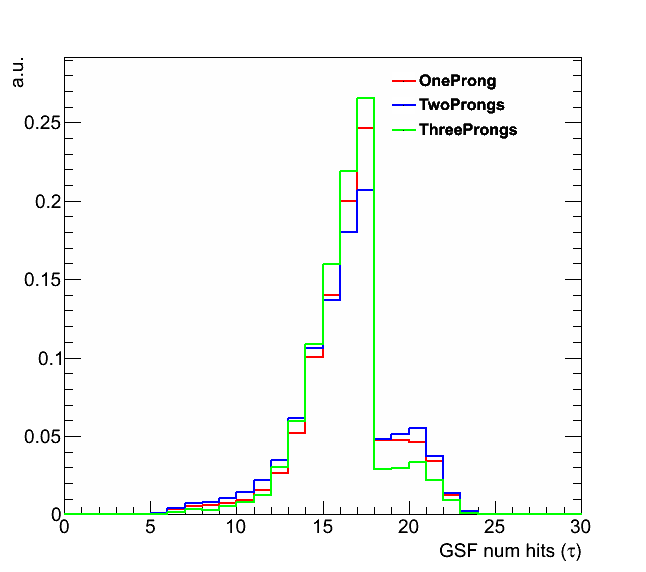 a.u.
OneProng
TwoProngs
ThreeProngs
0.25
0.2
0.15
0.1
0.05
0
0 5 10 15 20 25 30
GSF num hits (τ)